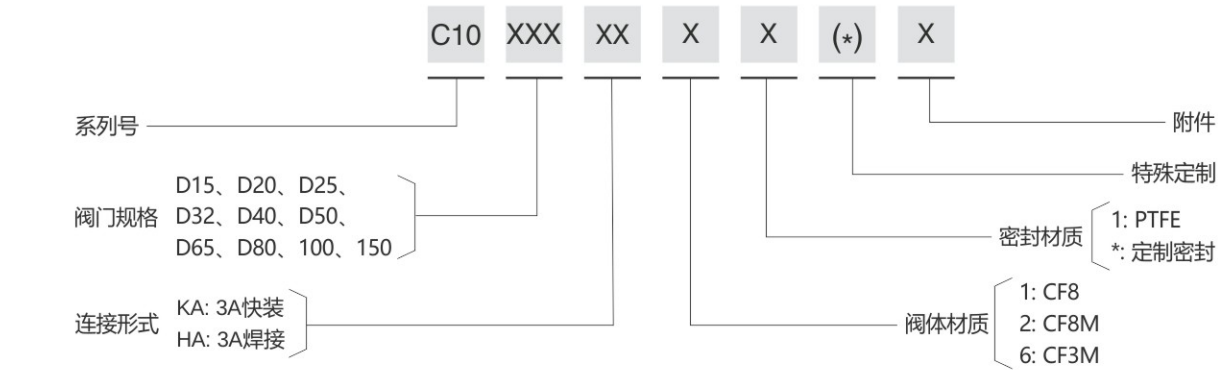 C10 XXX XX X X (*) X
系列号
附件
特殊定制
阀门规格
D15、D20、D25、
D32、D40、D50、
D65、D80、100、150
密封材质
1: PTFE
*: 定制密封
连接形式
KA: 3A快装
HA: 3A焊接
阀体材质
1: CF8
2: CF8M
6: CF3M